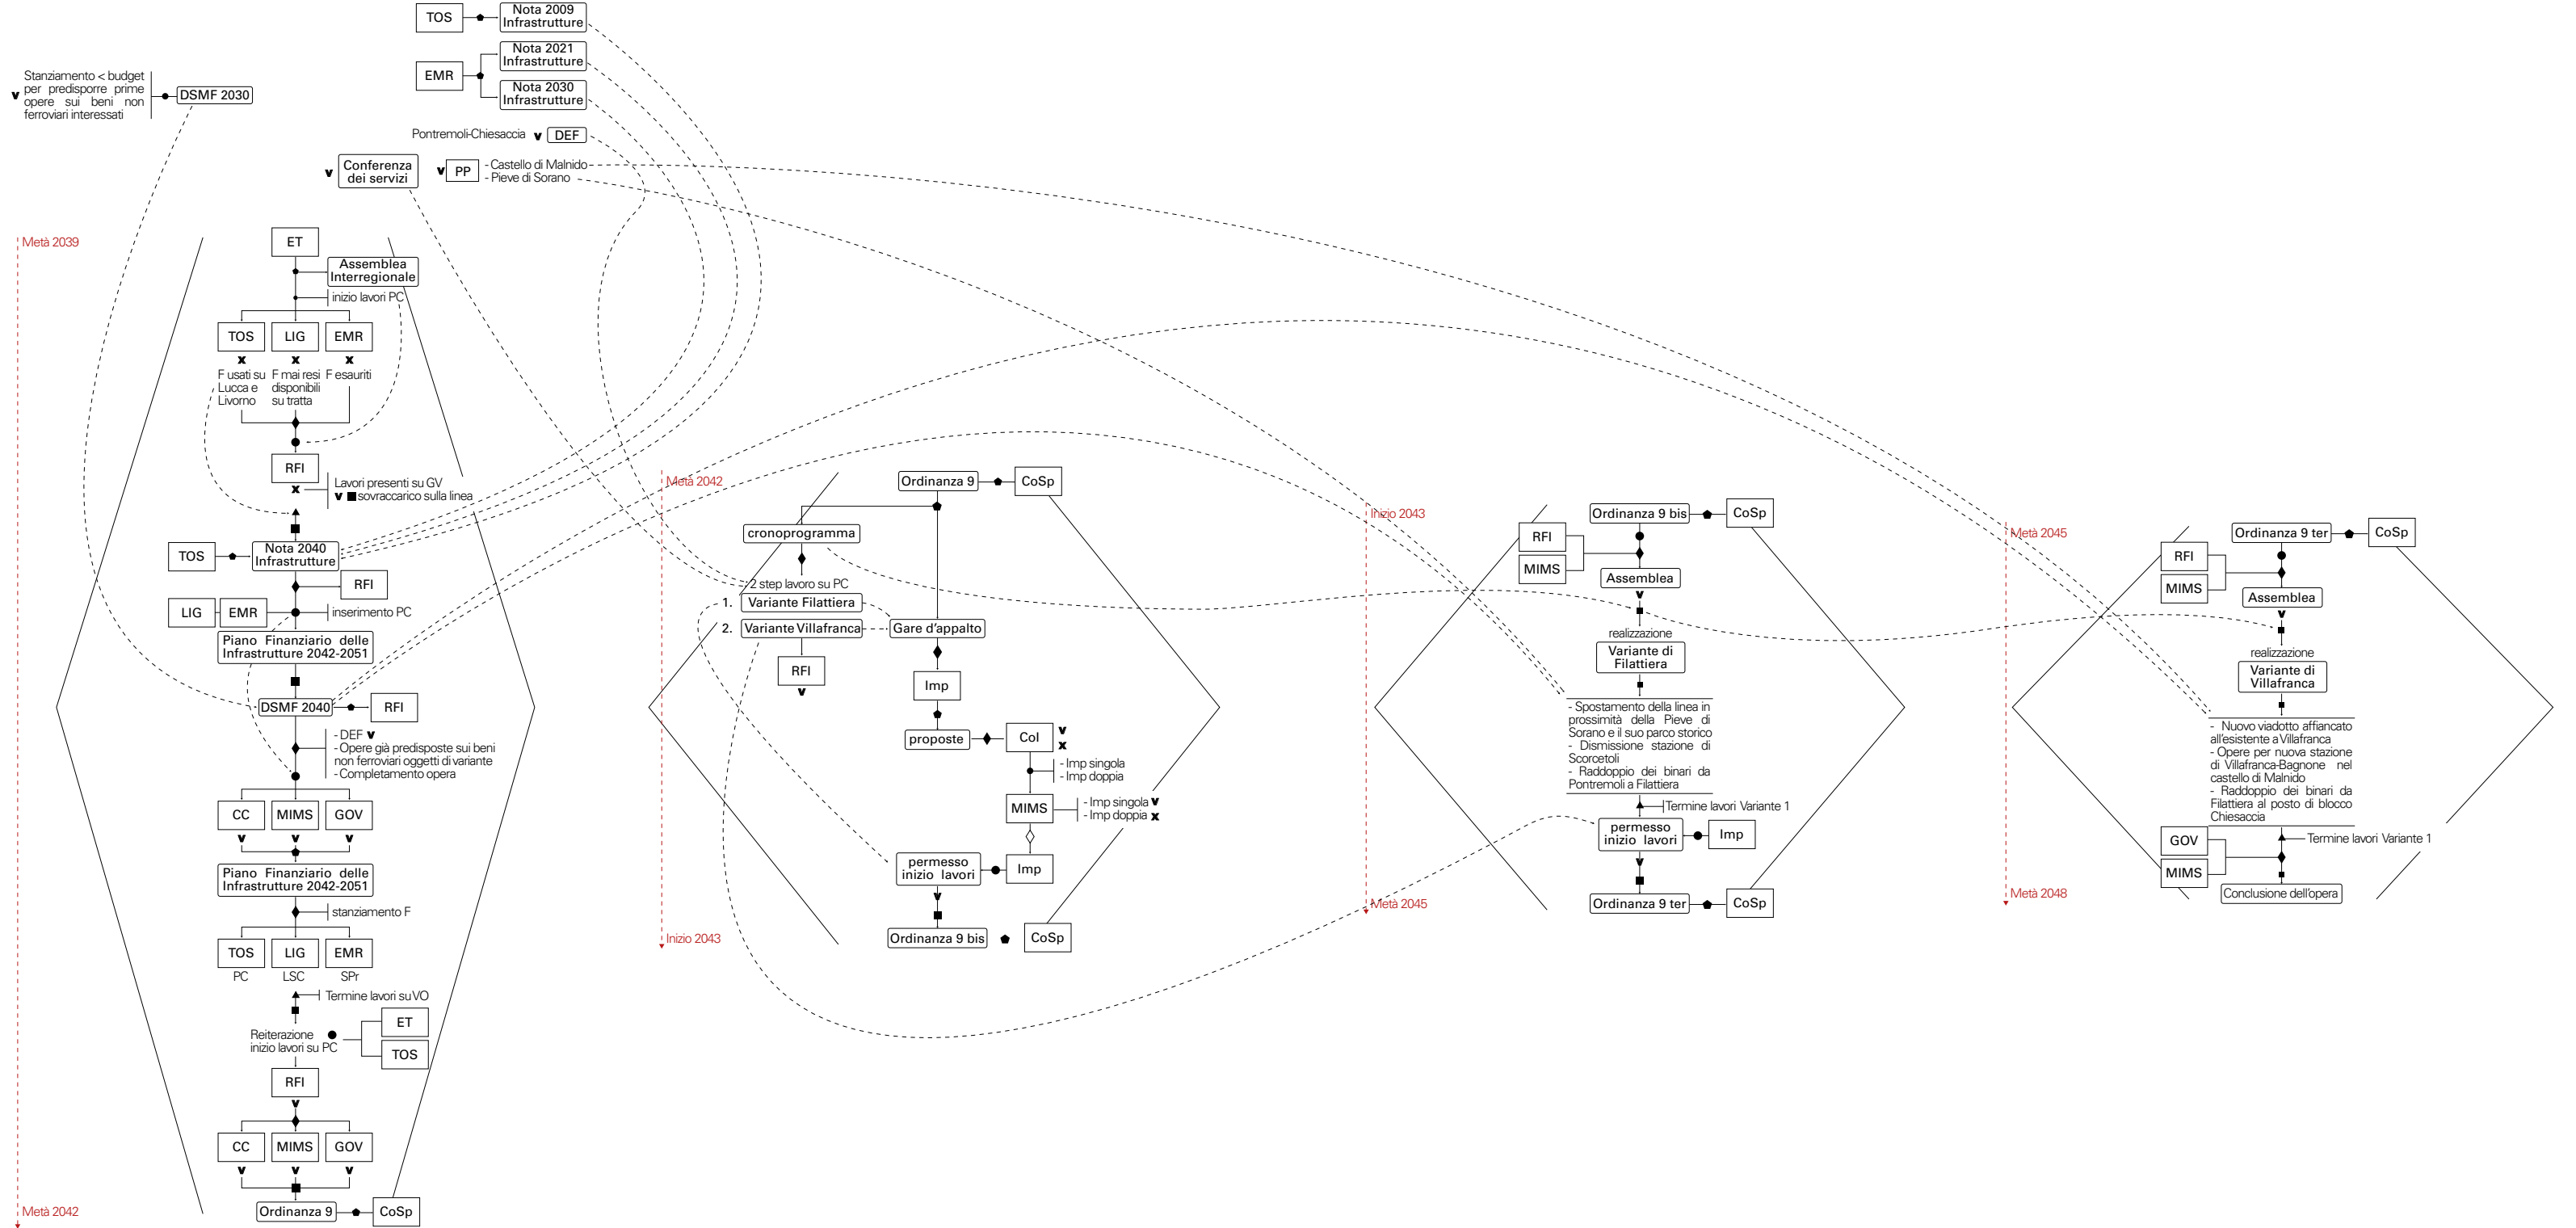 TOS
Nota 2009
Infrastrutture
EMR
Nota 2021
Infrastrutture
Nota 2030
Infrastrutture
Stanziamento < budget
per predisporre prime
opere sui beni non
ferroviari interessati
v
DSMF 2030
Pontremoli-Chiesaccia v DEF
v Conferenza
dei servizi
v PP
- Castello di Malnido
- Pieve di Sorano
Metà 2039
ET
Assemblea
Interregionale
inizio lavori PC
TOS LIG EMR
x x x
F usati su
Lucca e
Livorno
F mai resi
disponibili
su tratta
F esauriti
RFI
x
Lavori presenti su GV
v sovraccarico sulla linea
TOS
Nota 2040
Infrastrutture
RFI
LIG EMR
inserimento PC
Piano Finanziario delle
Infrastrutture 2042-2051
DSMF 2040
RFI
- DEF v
- Opere già predisposte sui beni
non ferroviari oggetti di variante
- Completamento opera
CC MIMS GOV
v v v
Piano Finanziario delle
Infrastrutture 2042-2051
stanziamento F
TOS LIG EMR
PC LSC SPr
Termine lavori su VO
Reiterazione
inizio lavori su PC
ET
TOS
RFI
v
CC MIMS GOV
v v v
Ordinanza 9
CoSp
Metà 2042
Metà 2042
Ordinanza 9
CoSp
cronoprogramma
2 step lavoro su PC
1. Variante Filattiera
2. Variante Villafranca
Gare d'appalto
RFI
v
Imp
proposte
CoI
v
x
- Imp singola
- Imp doppia
MIMS
- Imp singola v
- Imp doppia x
permesso
inizio lavori
Imp
v
Ordinanza 9 bis
CoSp
Inizio 2043
Inizio 2043
Ordinanza 9 bis
CoSp
RFI
MIMS
Assemblea
v
realizzazione
Variante di
Filattiera
- Spostamento della linea in
prossimità della Pieve di
Sorano e il suo parco storico
- Dismissione stazione di
Scorcetoli
- Raddoppio dei binari da
Pontremoli a Filattiera
Termine lavori Variante 1
permesso
inizio lavori
Imp
v
Ordinanza 9 ter
CoSp
Metà 2045
Metà 2045
Ordinanza 9 ter
CoSp
RFI
MIMS
Assemblea
v
realizzazione
Variante di
Villafranca
- Nuovo viadotto affiancato
all'esistente a Villafranca
- Opere per nuova stazione
di Villafranca-Bagnone nel
castello di Malnido
- Raddoppio dei binari da
Filattiera al posto di blocco
Chiesaccia
GOV
MIMS
Termine lavori Variante 1
Conclusione dell'opera
Metà 2048